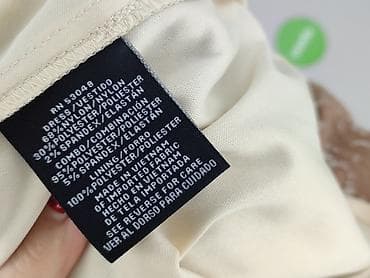 RN 53048
DRESS/VESTIDO
68% NYLON/NYLON
30% POLYESTER/POLIÉSTER
2% SPANDEX/ELASTÁN
COMBO/COMBINACIÓN
95% POLYESTER/POLIÉSTER
5% SPANDEX/ELASTÁN
LINING/FORRO
100% POLYESTER/POLIÉSTER
MADE IN VIETNAM
OF IMPORTED FABRIC
HECHO EN VIETNAM
DE TELA IMPORTADA
SEE REVERSE FOR CARE
VER AL DORSO PARA CUIDADO